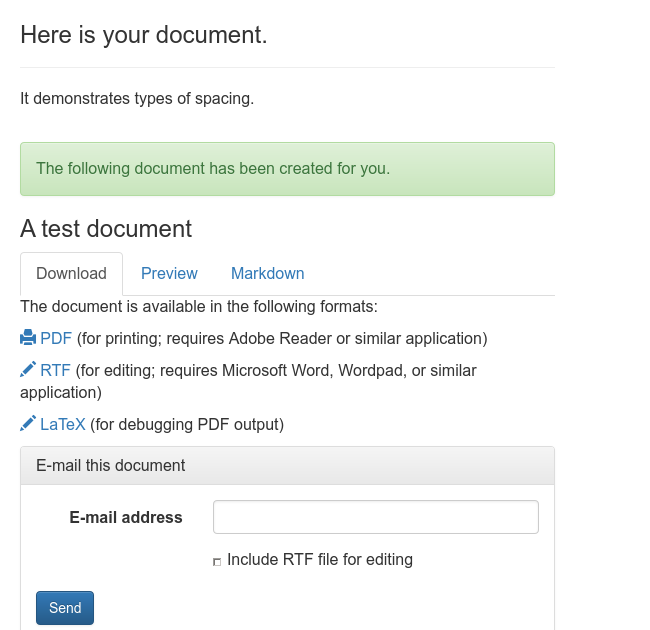 Here is your document.
It demonstrates types of spacing.
The following document has been created for you.
A test document
Download Preview Markdown
The document is available in the following formats:
PDF (for printing; requires Adobe Reader or similar application)
RTF (for editing; requires Microsoft Word, Wordpad, or similar
application)
LaTeX (for debugging PDF output)
E-mail this document
E-mail address
Include RTF file for editing
Send